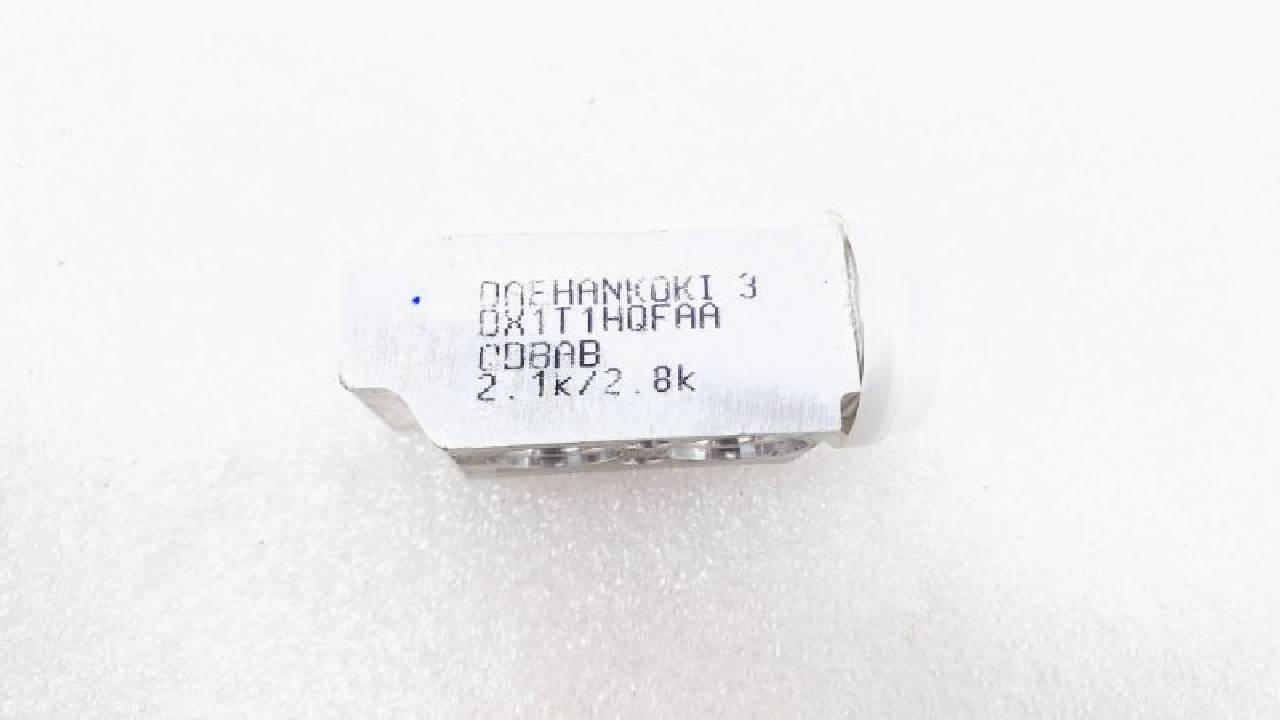 DAEHANKOKI 3
DX1T1HQFAA
CD8AB
2.1k/2.8k